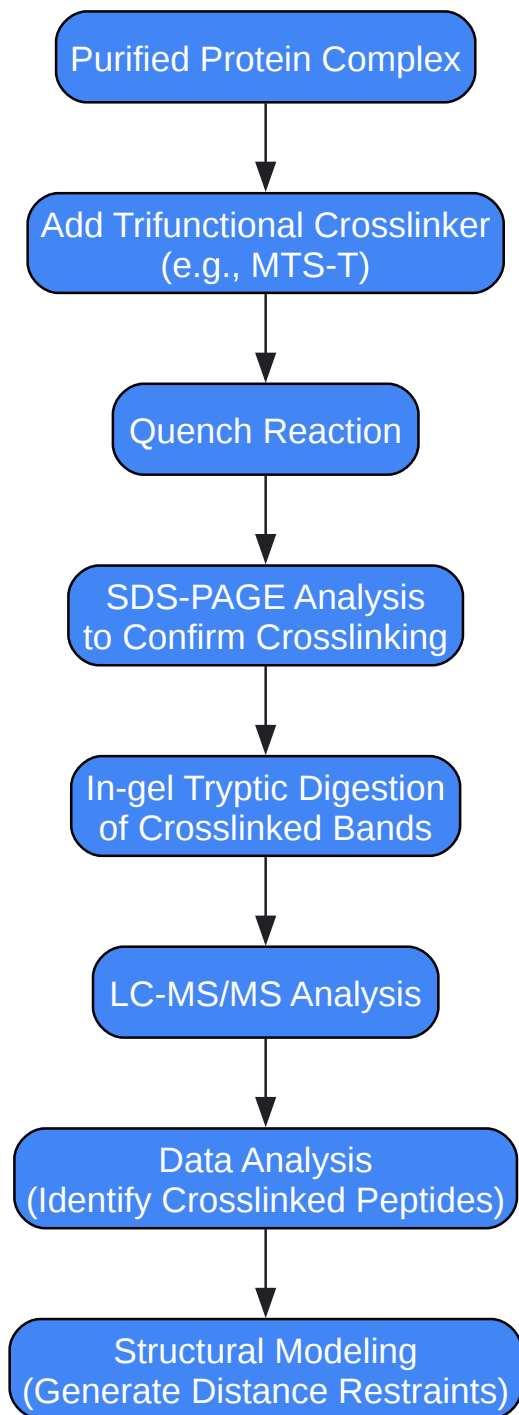 Purified Protein Complex
Add Trifunctional Crosslinker
(e.g., MTS-T)
Quench Reaction
SDS-PAGE Analysis
to Confirm Crosslinking
In-gel Tryptic Digestion
of Crosslinked Bands
LC-MS/MS Analysis
Data Analysis
(Identify Crosslinked Peptides)
Structural Modeling
(Generate Distance Restraints)